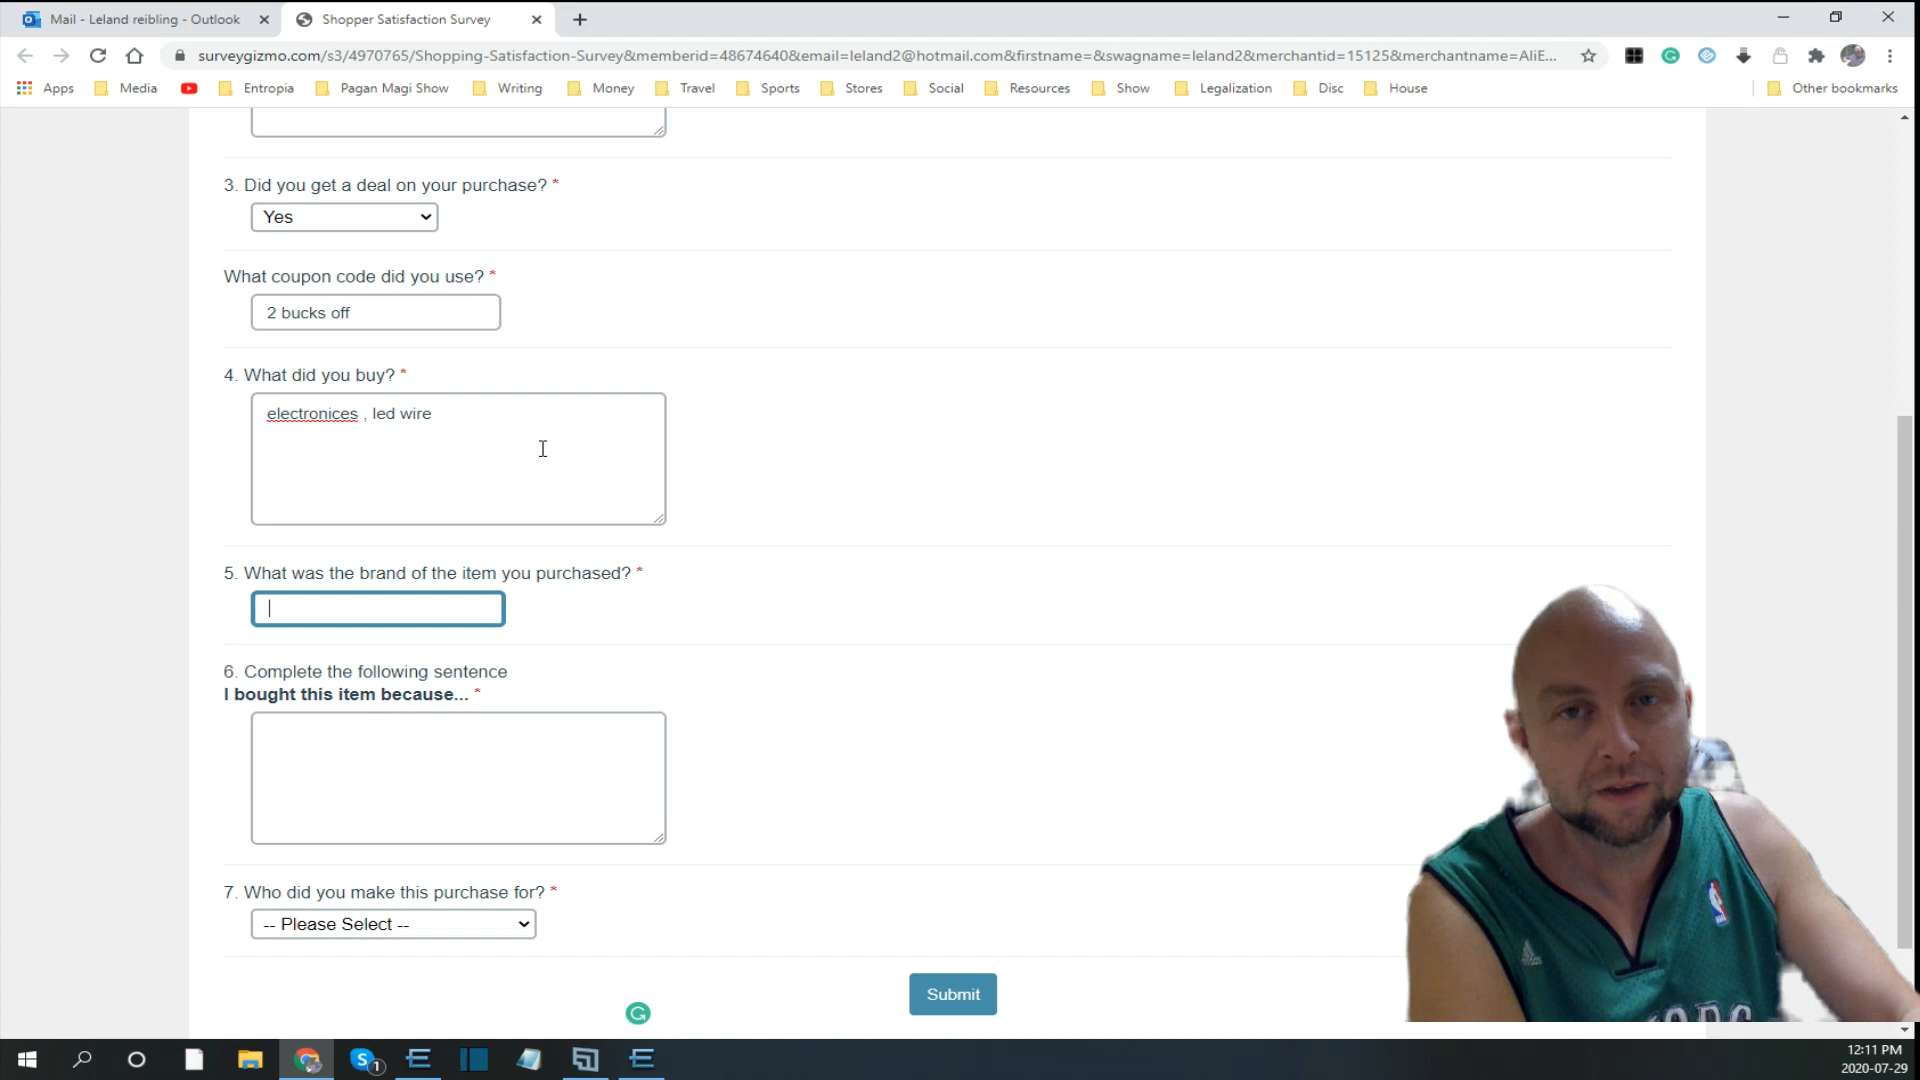 Mail - Leland reibling - Outlook
Shopper Satisfaction Survey
surveygizmo.com/s3/4970765/Shopping-Satisfaction-Survey&memberid=48674640&email=leland2@hotmail.com&firstname=&swagname=leland2&merchantid=15125&merchantname=AliE...
Apps Media Entropia Pagan Magi Show Writing Money Travel Sports Stores Social Resources Show Legalization Disc House Other bookmarks
3. Did you get a deal on your purchase? *
Yes
What coupon code did you use? *
2 bucks off
4. What did you buy? *
electronices , led wire
5. What was the brand of the item you purchased? *
6. Complete the following sentence
I bought this item because... *
7. Who did you make this purchase for? *
-- Please Select --
Submit
12:11 PM
2020-07-29